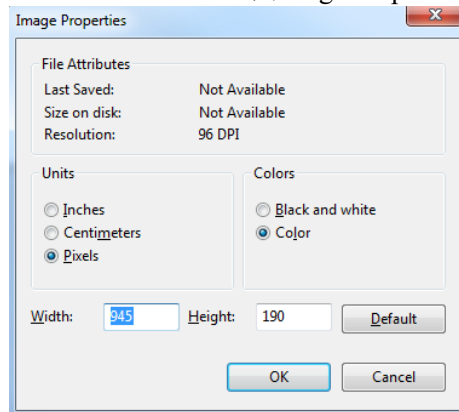 Image Properties
File Attributes
Last Saved: Not Available
Size on disk: Not Available
Resolution: 96 DPI
Units
Colors
Inches
Black and white
Centimeters
Color
Pixels
Width: 945 Height: 190 Default
OK Cancel